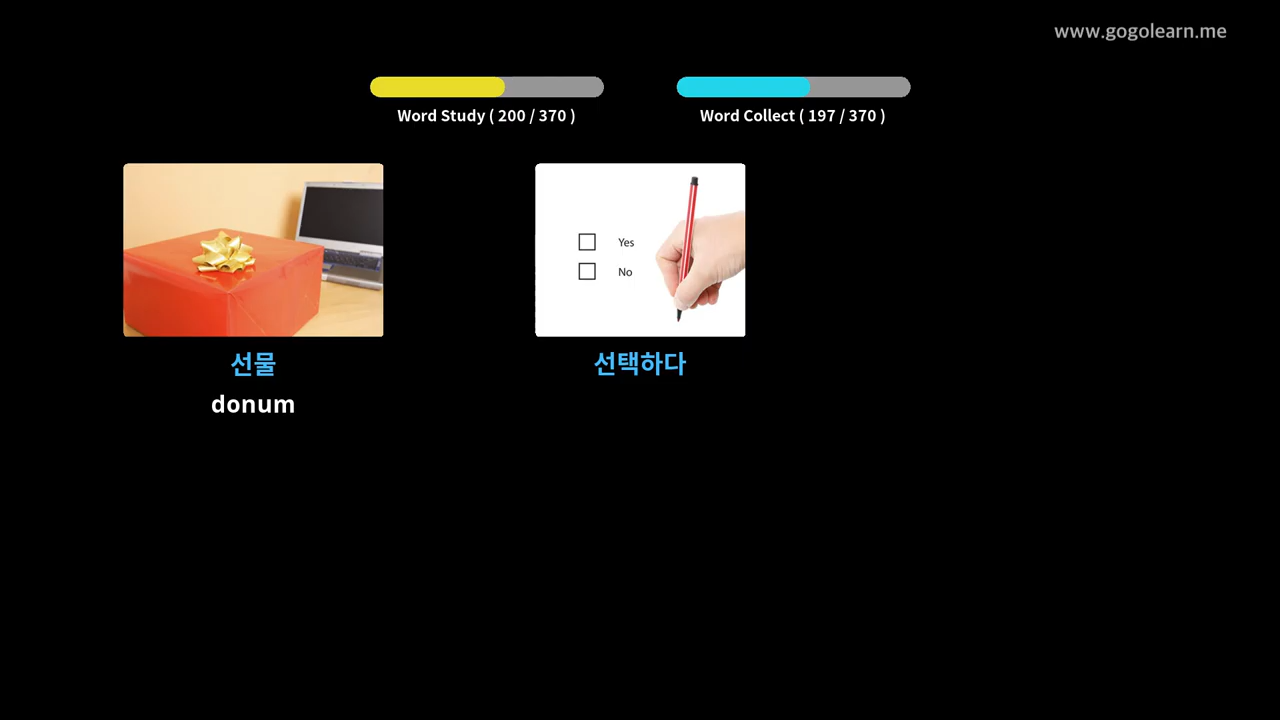 www.gogolearn.me
Word Study ( 200 / 370 )
Word Collect ( 197 / 370 )
Yes
No
선물
선택하다
donum